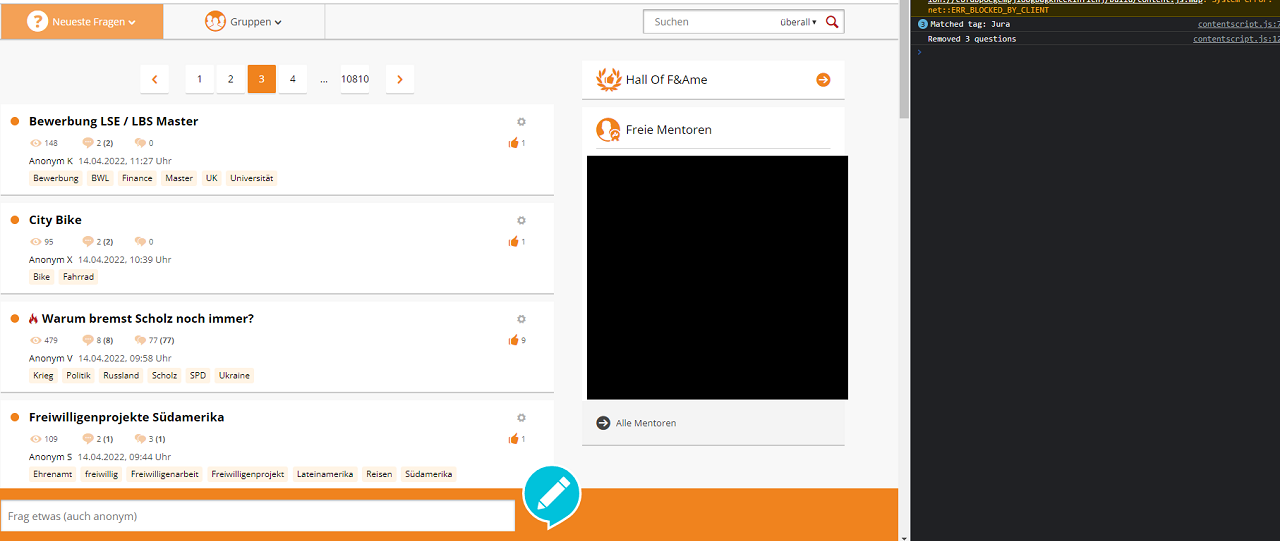 Neueste Fragen
Gruppen
Suchen
überall
1 2 3 4 ... 10810
Bewerbung LSE / LBS Master
148 2 (2) 0 1
Anonym K 14.04.2022, 11:27 Uhr
Bewerbung BWL Finance Master UK Universität
City Bike
95 2 (2) 0 1
Anonym X 14.04.2022, 10:39 Uhr
Bike Fahrrad
Warum bremst Scholz noch immer?
479 8 (8) 77 (77) 9
Anonym V 14.04.2022, 09:58 Uhr
Krieg Politik Russland Scholz SPD Ukraine
Freiwilligenprojekte Südamerika
109 2 (1) 3 (1) 1
Anonym S 14.04.2022, 09:44 Uhr
Ehrenamt freiwillig Freiwilligenarbeit Freiwilligenprojekt Lateinamerika Reisen Südamerika
Frag etwas (auch anonym)
Hall Of F&Ame
Freie Mentoren
Alle Mentoren
net::ERR_BLOCKED_BY_CLIENT
3 Matched tag: Jura contentscript.js:7
Removed 3 questions contentscript.js:12